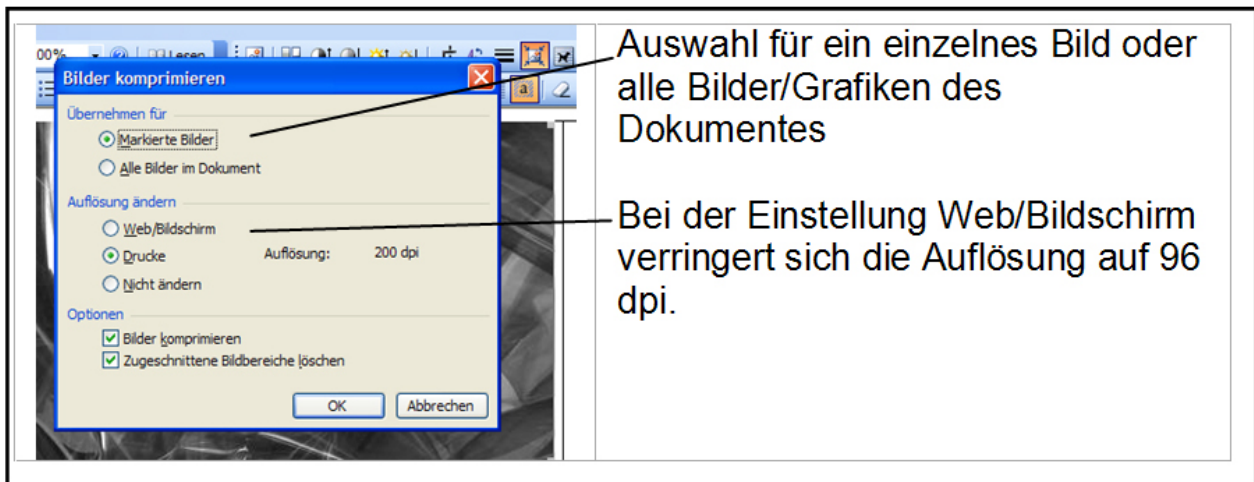 00%
Lesen
Bilder komprimieren
Übernehmen für
Markierte Bilder
Alle Bilder im Dokument
Auflösung ändern
Web/Bildschirm
Drucke Auflösung: 200 dpi
Nicht ändern
Optionen
Bilder komprimieren
Zugeschnittene Bildbereiche löschen
OK Abbrechen
Auswahl für ein einzelnes Bild oder
alle Bilder/Grafiken des
Dokumentes
Bei der Einstellung Web/Bildschirm
verringert sich die Auflösung auf 96
dpi.